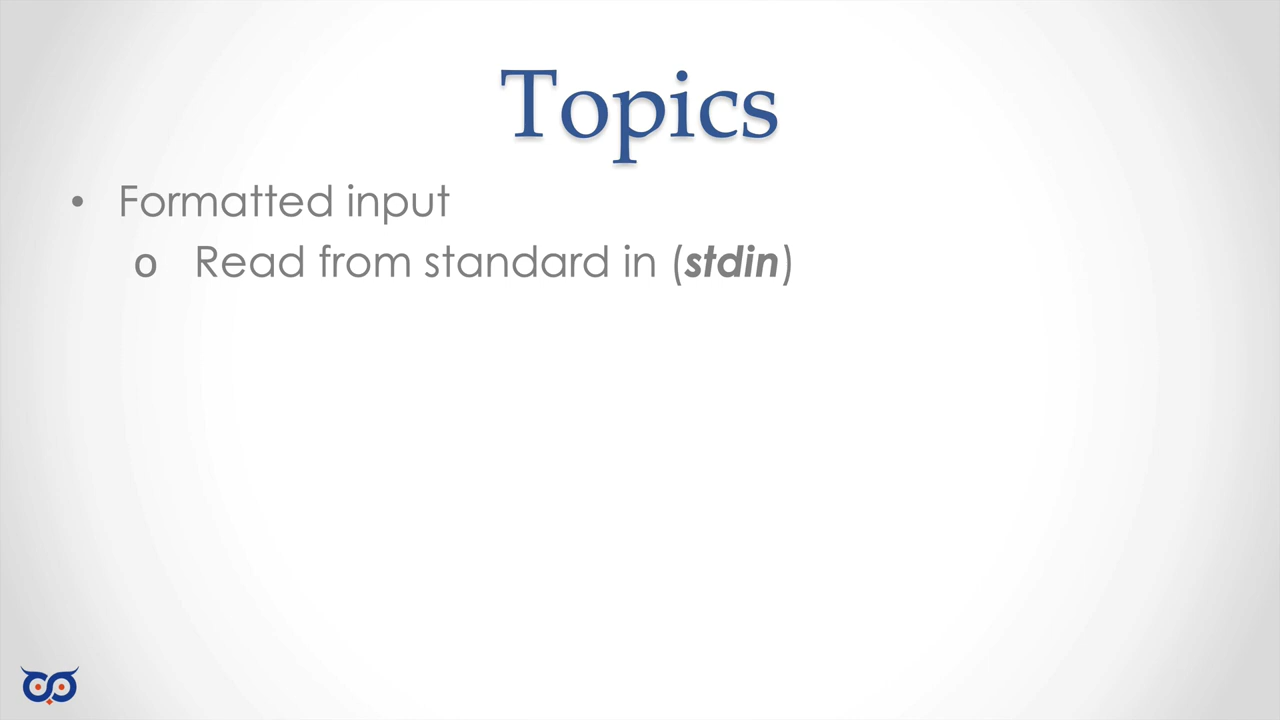 Topics
• Formatted input
o Read from standard in (stdin)